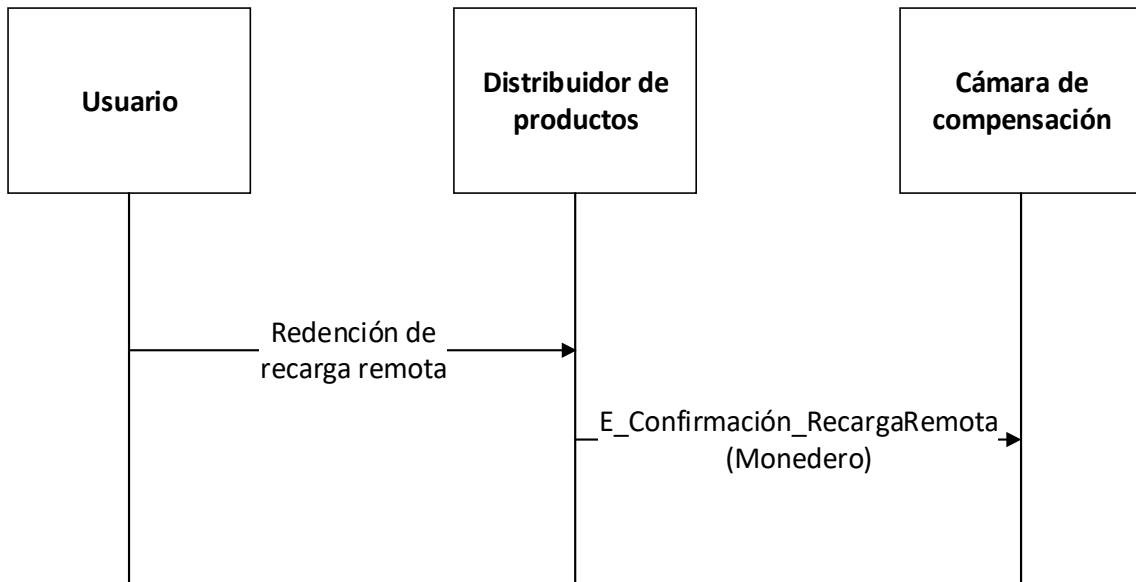 Usuario
Distribuidor de
productos
Cámara de
compensación
Redención de
recarga remota
E_Confirmación_RecargaRemota
(Monedero)